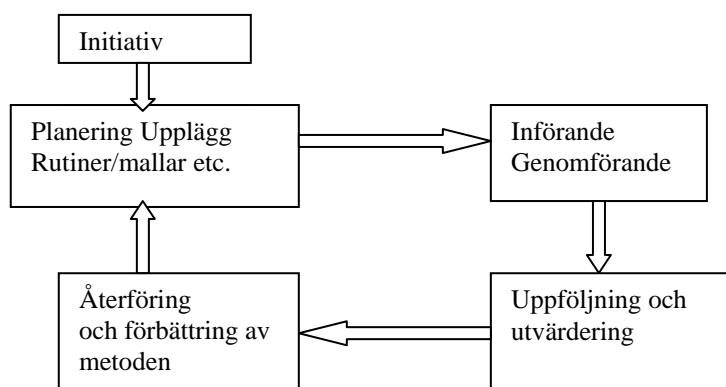 Initiativ
Planering Upplägg
Rutiner/mallar etc.
Införande
Genomförande
Återföring
och förbättring av
metoden
Uppföljning och
utvärdering